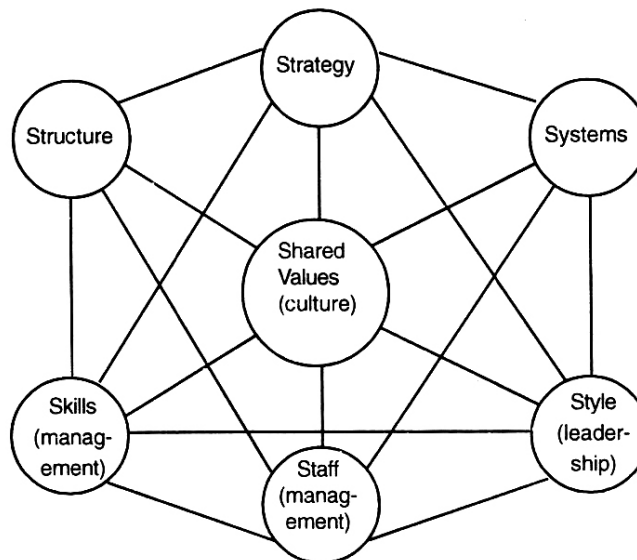 Strategy
Structure
Systems
Shared
Values
(culture)
Skills
(manag-
ement)
Style
(leader-
ship)
Staff
(manag-
ement)